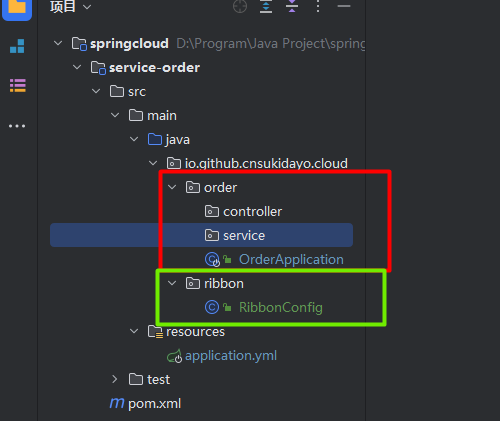 项目
springcloud D:\Program\Java Project\spring
service-order
src
main
java
io.github.cnsukidayo.cloud
order
controller
service
OrderApplication
ribbon
RibbonConfig
resources
application.yml
test
pom.xml